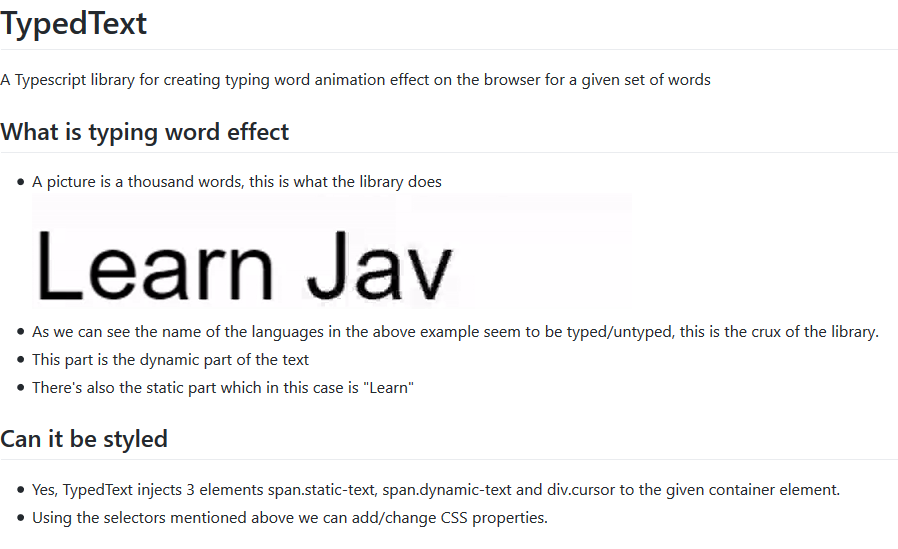 TypedText
A Typescript library for creating typing word animation effect on the browser for a given set of words
What is typing word effect
A picture is a thousand words, this is what the library does
Learn Jav
As we can see the name of the languages in the above example seem to be typed/untyped, this is the crux of the library.
This part is the dynamic part of the text
There's also the static part which in this case is "Learn"
Can it be styled
Yes, TypedText injects 3 elements span.static-text, span.dynamic-text and div.cursor to the given container element.
Using the selectors mentioned above we can add/change CSS properties.